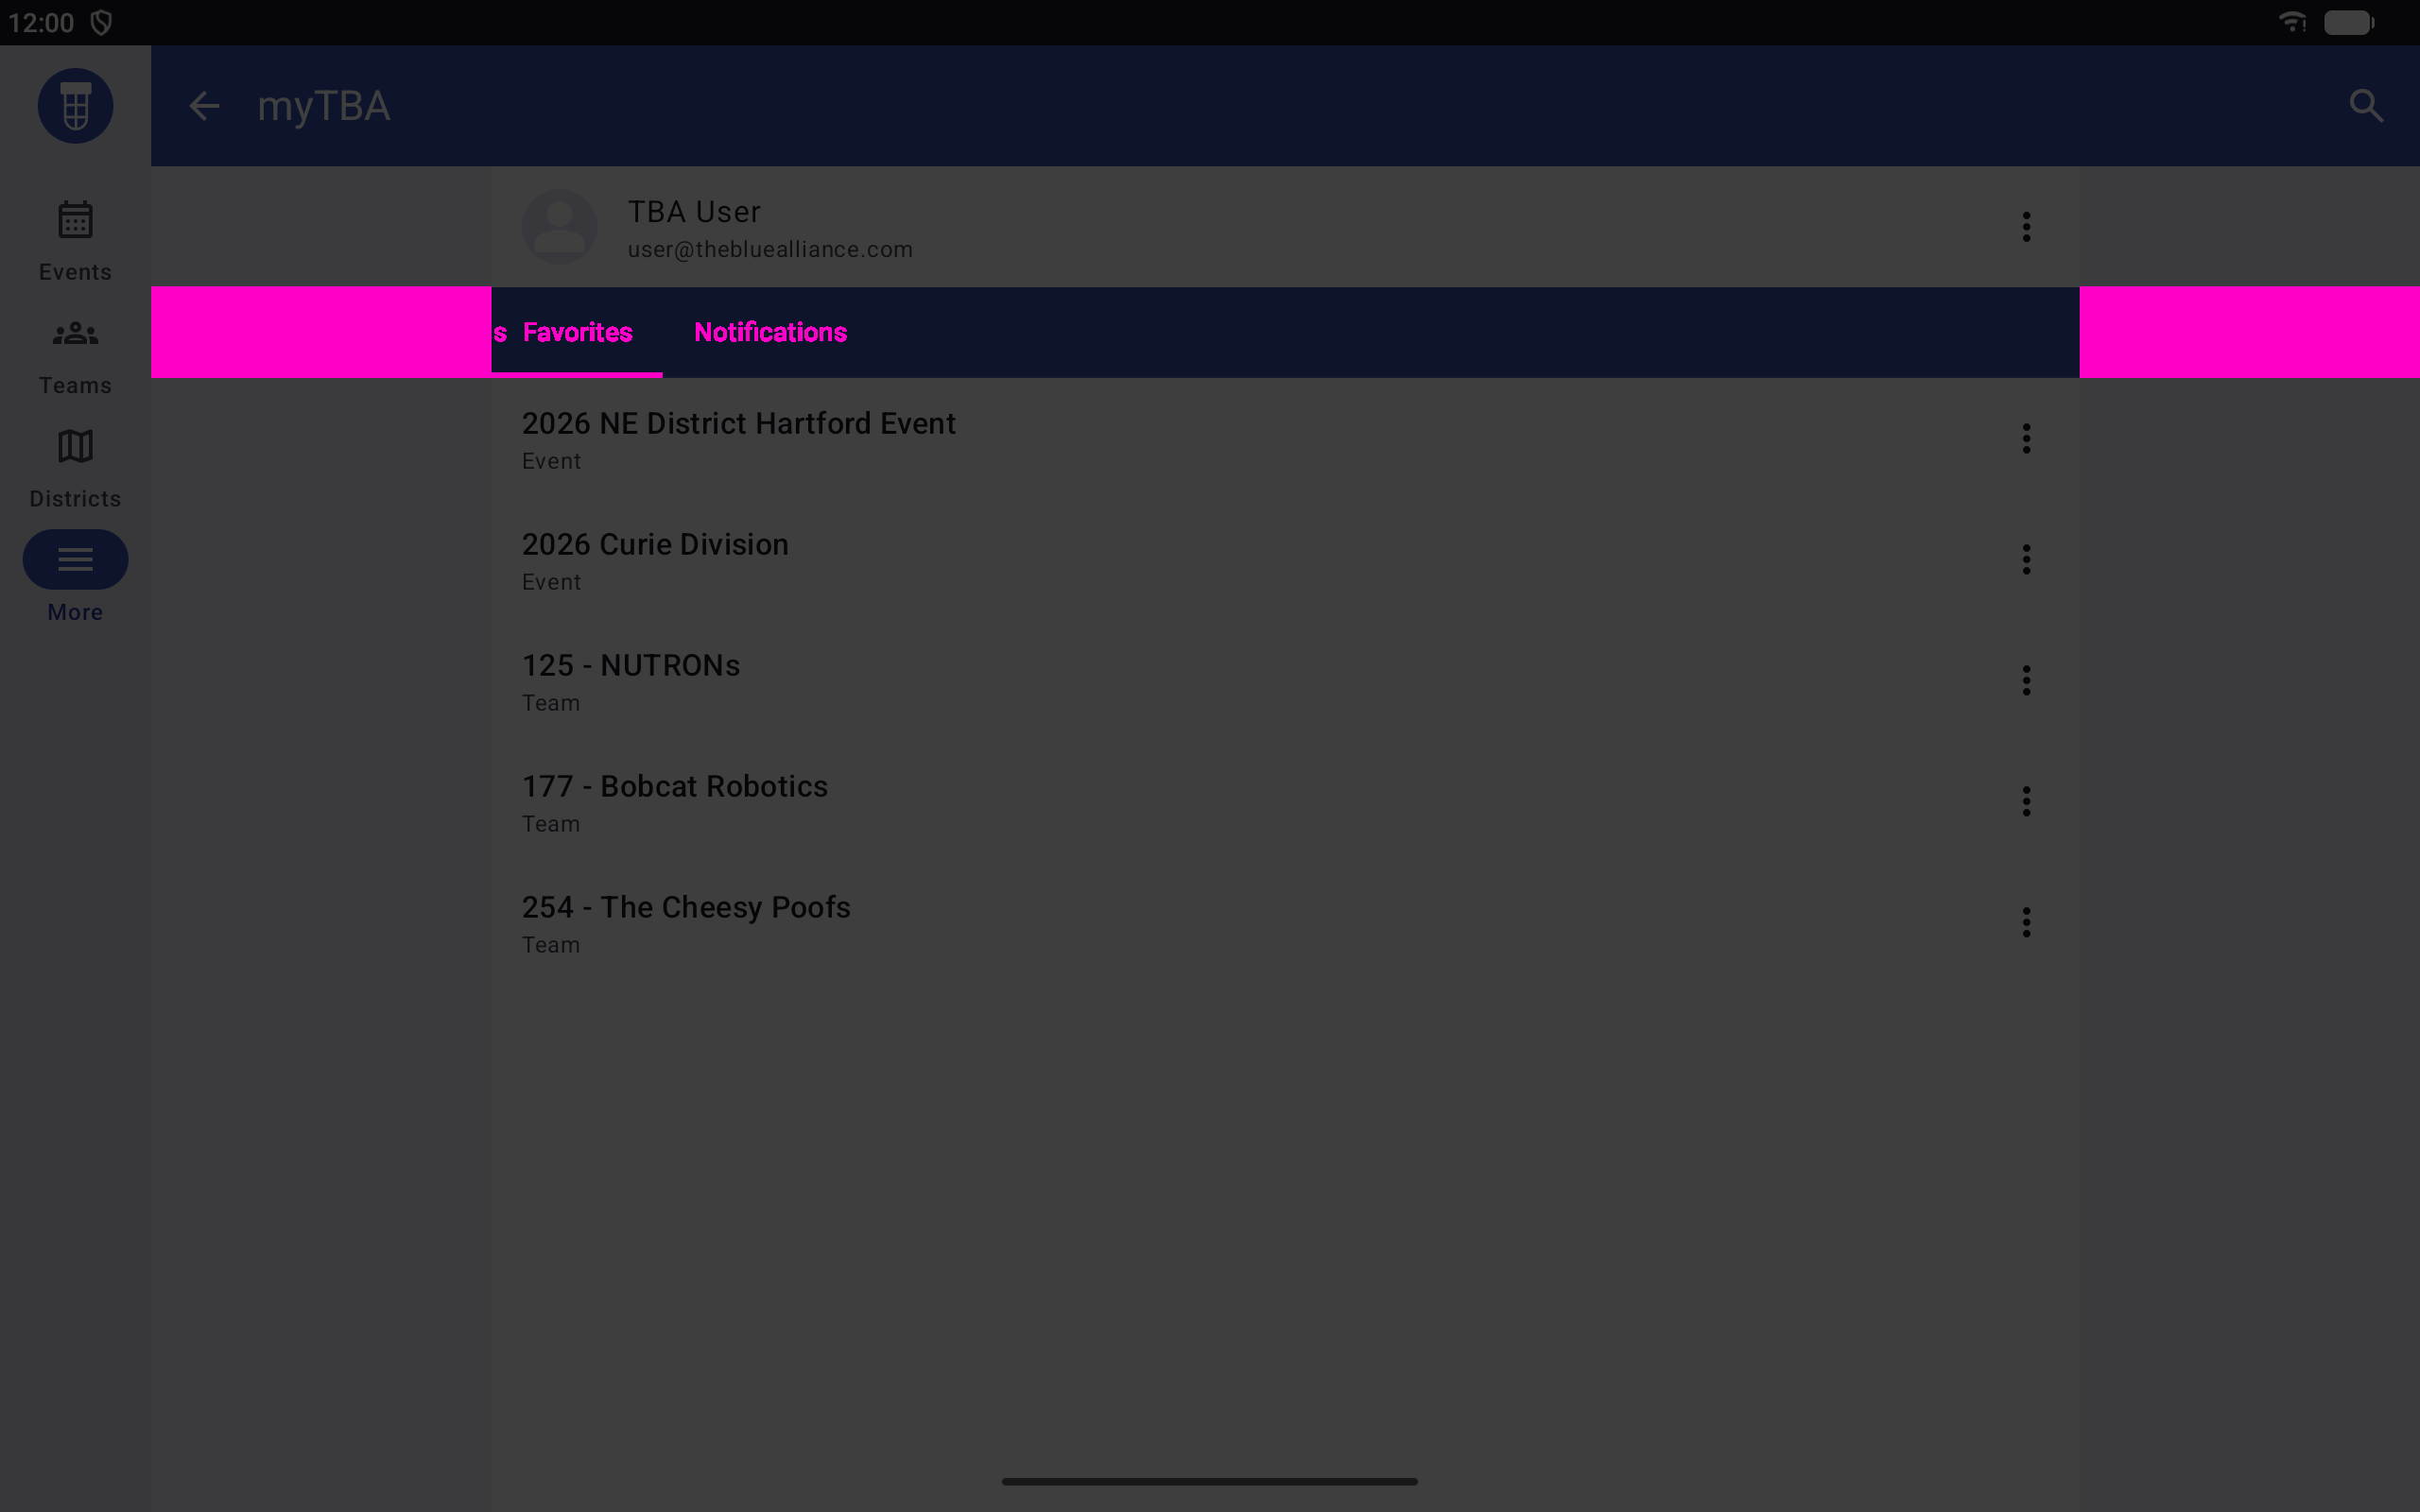 12:00
myTBA
TBA User
user@thebluealliance.com
Events
s Favorites Notifications
Teams
2026 NE District Hartford Event
Event
Districts
2026 Curie Division
Event
More
125 - NUTRONs
Team
177 - Bobcat Robotics
Team
254 - The Cheesy Poofs
Team